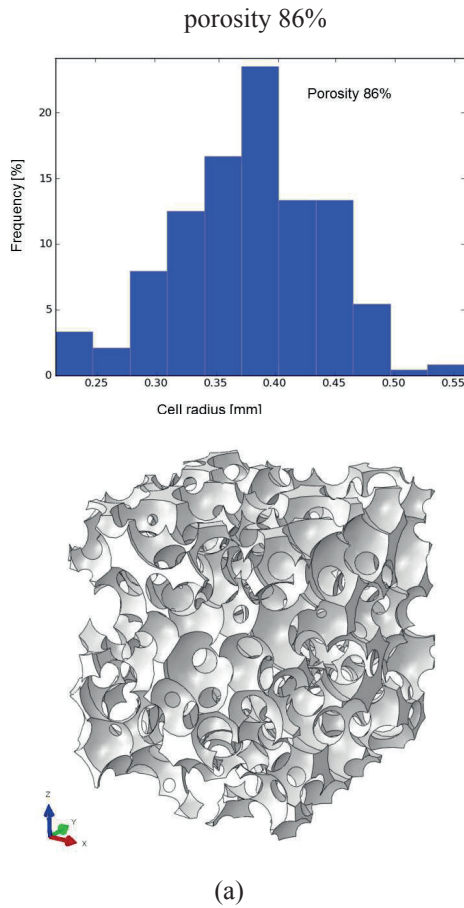 porosity 86%
Porosity 86%
Frequency [%]
20
15
10
5
0
0.25 0.30 0.35 0.40 0.45 0.50 0.55
Cell radius [mm]
Z
Y
X
(a)